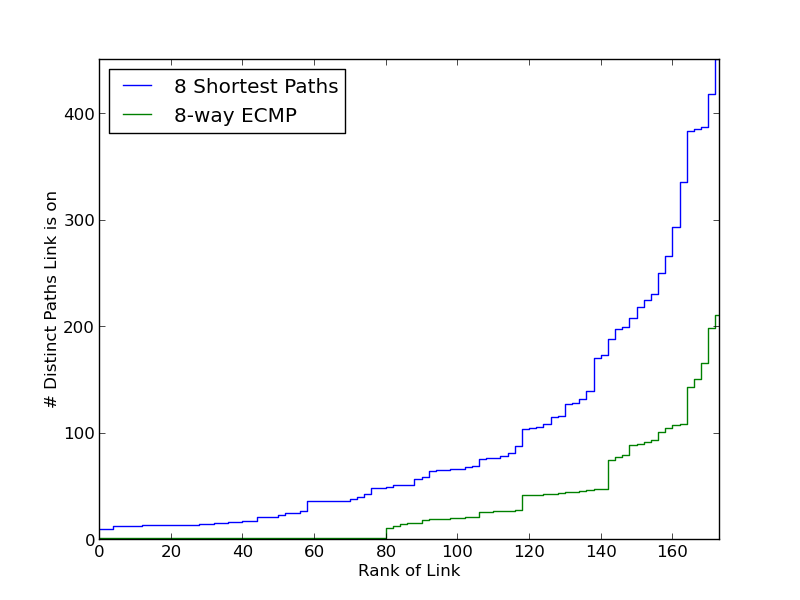 8 Shortest Paths
8-way ECMP
# Distinct Paths Link is on
400
300
200
100
0
0 20 40 60 80 100 120 140 160
Rank of Link